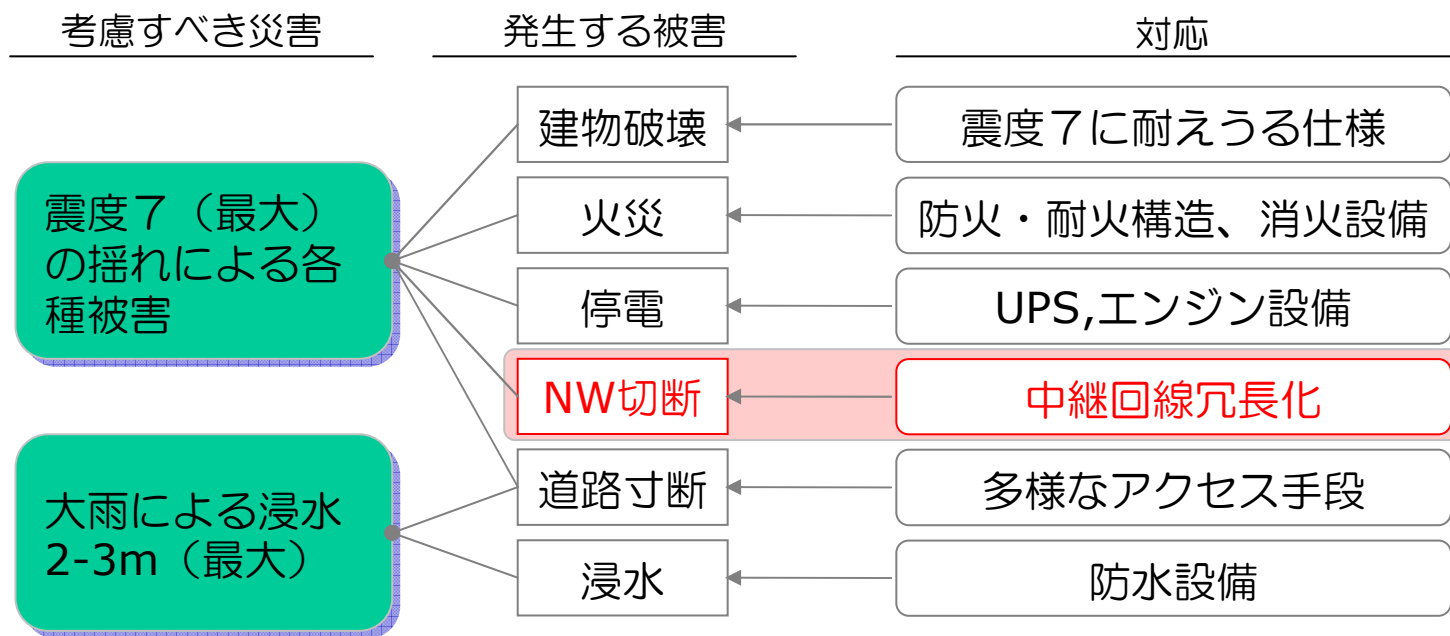 考慮すべき災害
発生する被害
対応
震度７（最大）
の揺れによる各
種被害
大雨による浸水
2-3m（最大）
建物破壊
震度７に耐えうる仕様
火災
防火・耐火構造、消火設備
停電
UPS,エンジン設備
NW切断
中継回線冗長化
道路寸断
多様なアクセス手段
浸水
防水設備